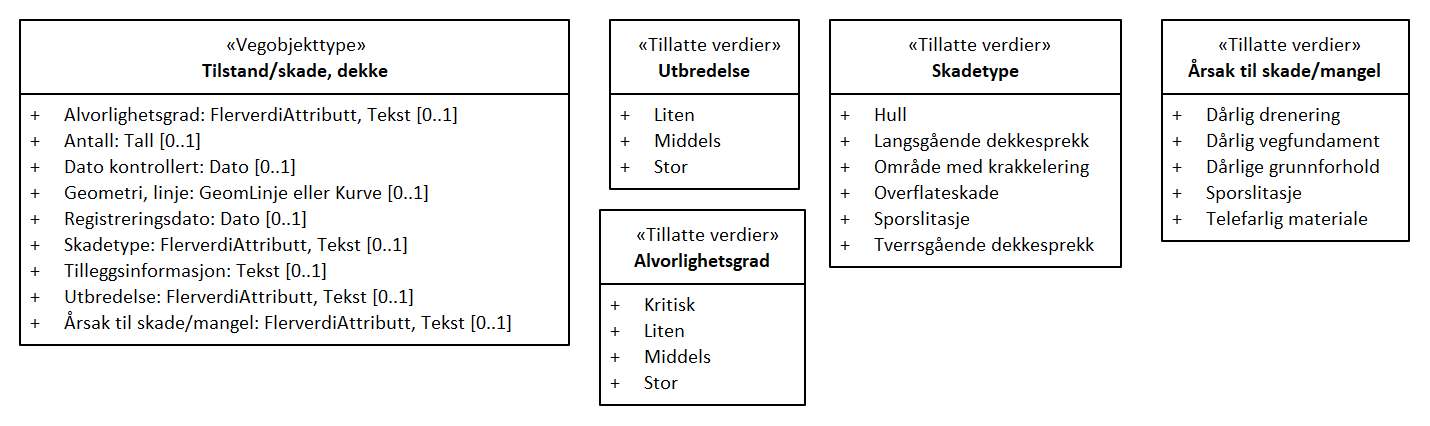 «Vegobjekttype»
Tilstand/skade, dekke
+ Alvorlighetsgrad: FlerverdiAttributt, Tekst [0..1]
+ Antall: Tall [0..1]
+ Dato kontrollert: Dato [0..1]
+ Geometri, linje: GeomLinje eller Kurve [0..1]
+ Registreringsdato: Dato [0..1]
+ Skadetype: FlerverdiAttributt, Tekst [0..1]
+ Tilleggsinformasjon: Tekst [0..1]
+ Utbredelse: FlerverdiAttributt, Tekst [0..1]
+ Årsak til skade/mangel: FlerverdiAttributt, Tekst [0..1]
«Tillatte verdier»
Utbredelse
+ Liten
+ Middels
+ Stor
«Tillatte verdier»
Alvorlighetsgrad
+ Kritisk
+ Liten
+ Middels
+ Stor
«Tillatte verdier»
Skadetype
+ Hull
+ Langsgående dekkesprekk
+ Område med krakkelering
+ Overflateskade
+ Sporslitasje
+ Tverrsgående dekkesprekk
«Tillatte verdier»
Årsak til skade/mangel
+ Dårlig drenering
+ Dårlig vegfundament
+ Dårlige grunnforhold
+ Sporslitasje
+ Telefarlig materiale